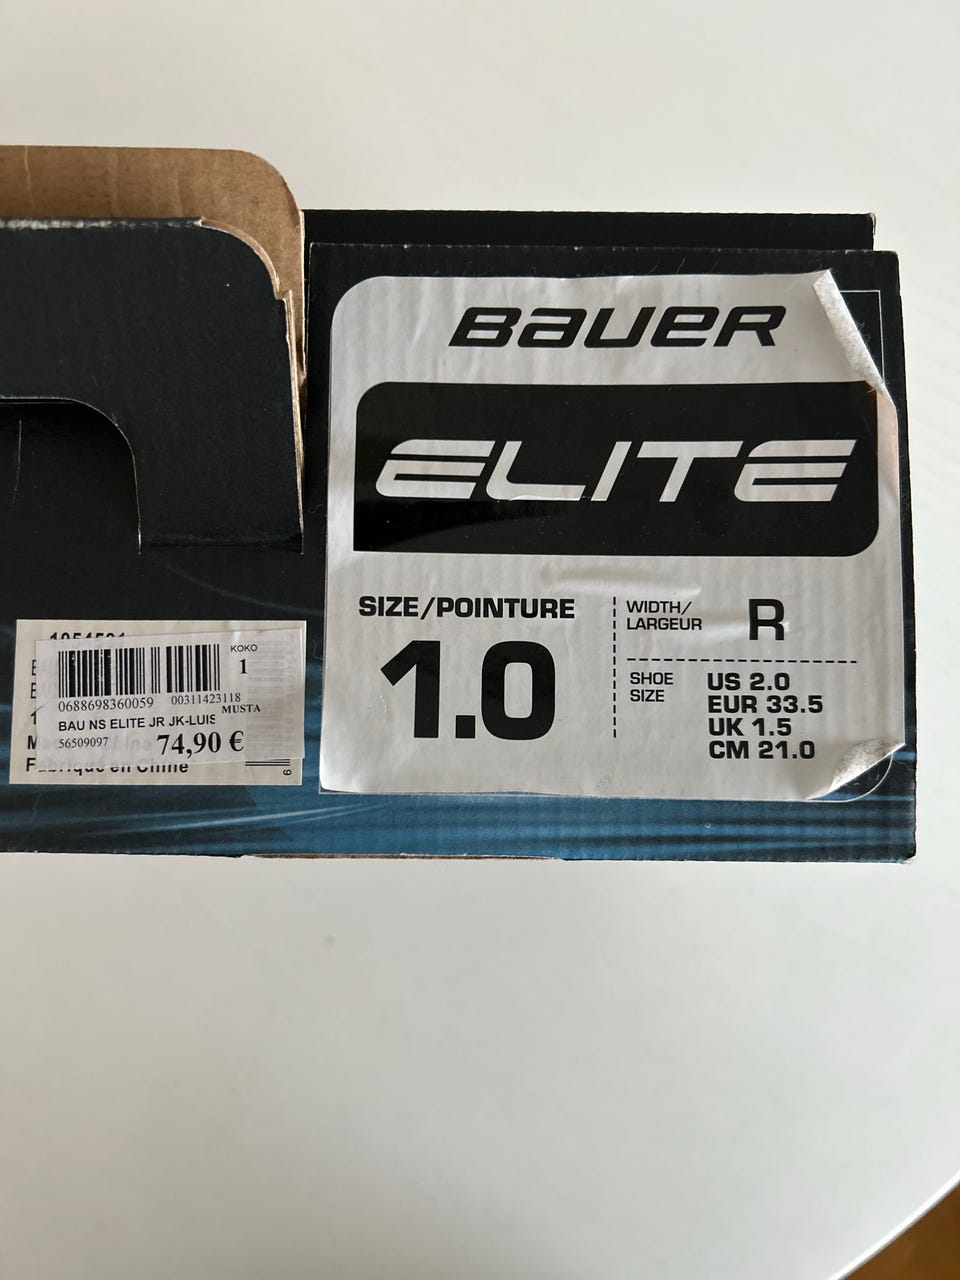 BAUER
ELITE
SIZE/POINTURE
1.0
WIDTH/
LARGEUR
R
SHOE
SIZE
US 2.0
EUR 33.5
UK 1.5
CM 21.0
KOKO
1
0688698360059 00311423118
MUSTA
BAU NS ELITE JR JK-LUIS
56509097 74,90 €
Fabriqué en Chine